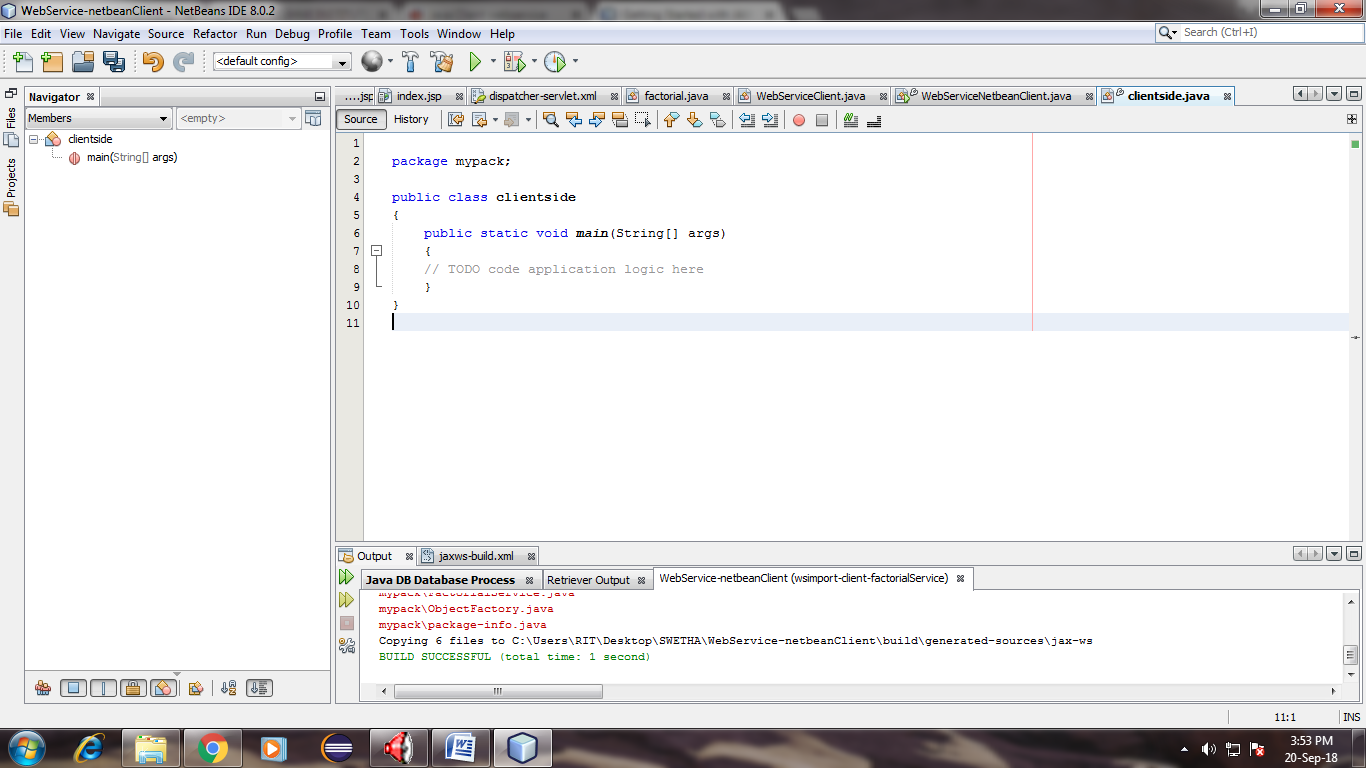 WebService-netbeanClient - NetBeans IDE 8.0.2
File Edit View Navigate Source Refactor Run Debug Profile Team Tools Window Help
Search (Ctrl+I)
<default config>
Files
Projects
Navigator
Members
<empty>
clientside
main(String[] args)
....jsp index.jsp dispatcher-servlet.xml factorial.java WebServiceClient.java WebServiceNetbeanClient.java clientside.java
Source History
1
2 package mypack;
3
4 public class clientside
5 {
6 public static void main(String[] args)
7 {
8 // TODO code application logic here
9 }
10 }
11
Output jaxws-build.xml
Java DB Database Process Retriever Output WebService-netbeanClient (wsimport-client-factorialService)
mypack\FactorialService.java
mypack\ObjectFactory.java
mypack\package-info.java
Copying 6 files to C:\Users\RIT\Desktop\SWETHA\WebService-netbeanClient\build\generated-sources\jax-ws
BUILD SUCCESSFUL (total time: 1 second)
11:1 INS
3:53 PM
20-Sep-18